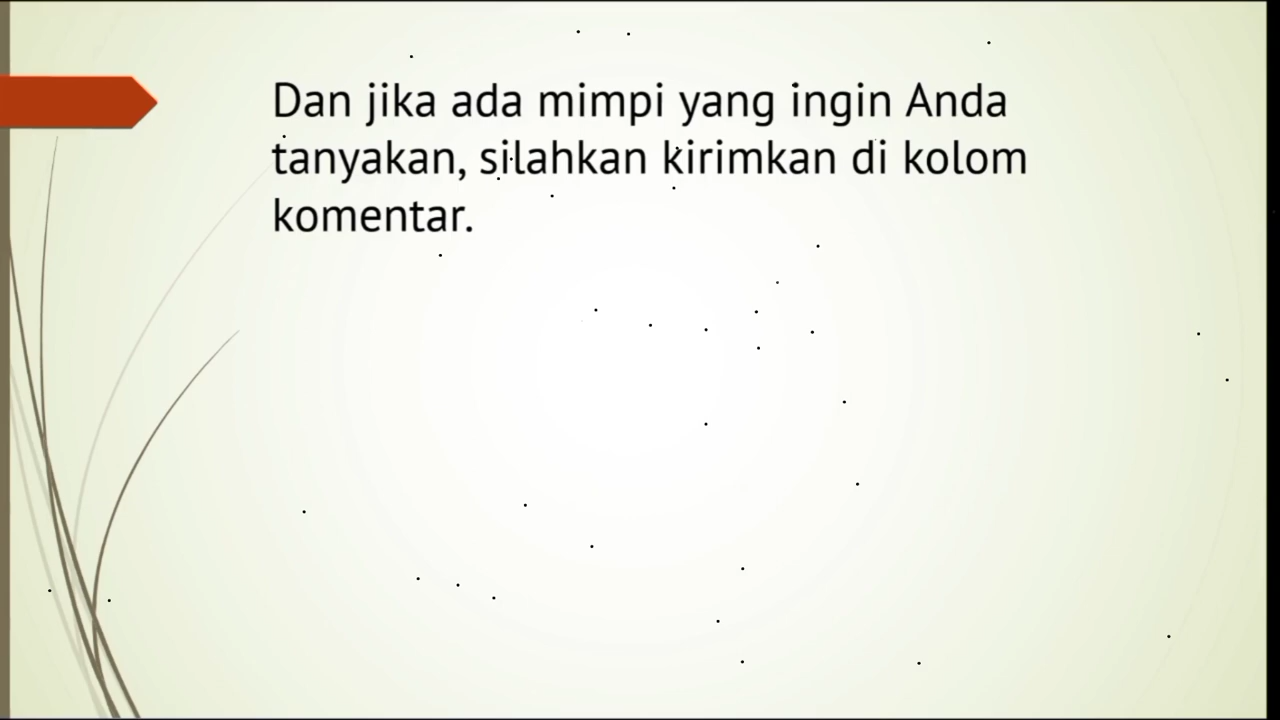 Dan jika ada mimpi yang ingin Anda
tanyakan, silahkan kirimkan di kolom
komentar.